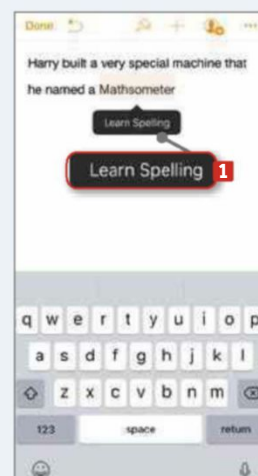 Done
Harry built a very special machine that
he named a Mathsometer
Learn Spelling
Learn Spelling 1
q w e r t y u i o p
a s d f g h j k l
z x c v b n m
123 space return